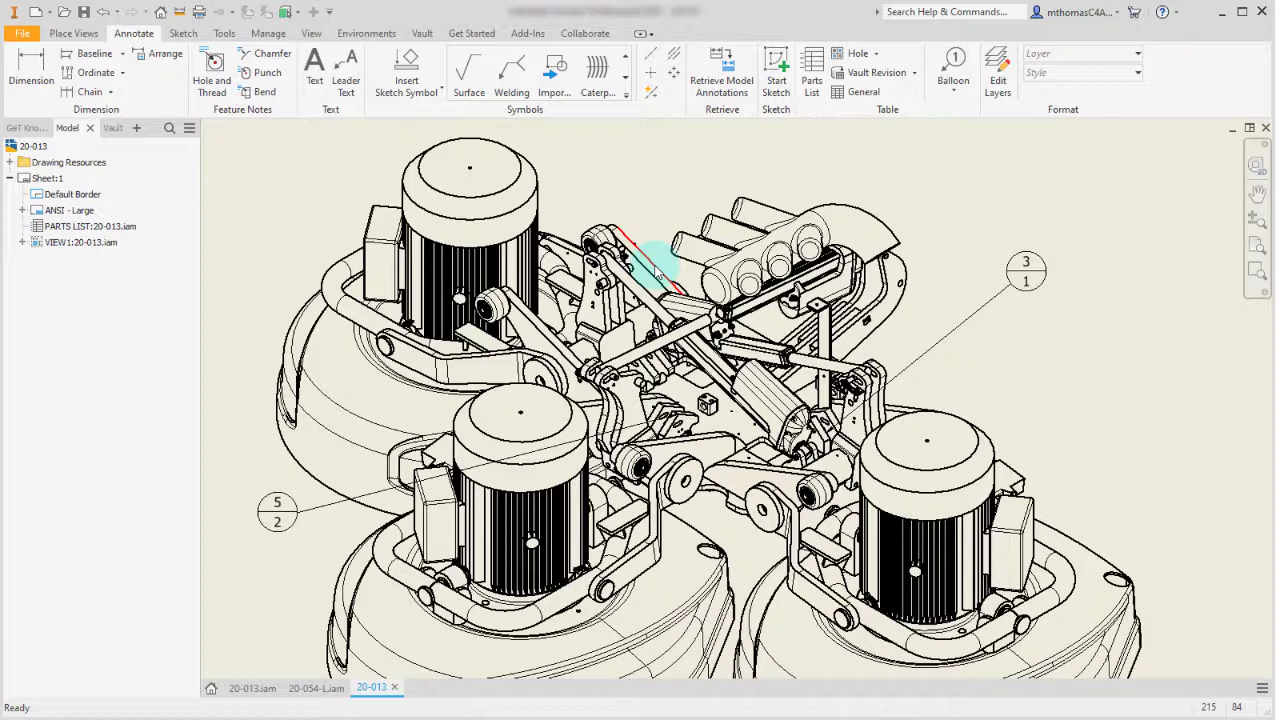 Search Help & Commands...
mthomasC4A...
File
Place Views
Annotate
Sketch
Tools
Manage
View
Environments
Vault
Get Started
Add-Ins
Collaborate
Dimension
Baseline
Ordinate
Chain
Arrange
Dimension
Hole and
Thread
Chamfer
Punch
Bend
Feature Notes
Text
Leader
Text
Text
Insert
Sketch Symbol
Surface
Welding
Impor...
Caterp...
Symbols
Retrieve Model
Annotations
Retrieve
Start
Sketch
Sketch
Parts
List
Hole
Vault Revision
General
Table
Balloon
Edit
Layers
Layer
Style
Format
GeT Kno...
Model
Vault
20-013
Drawing Resources
Sheet:1
Default Border
ANSI - Large
PARTS LIST:20-013.iam
VIEW1:20-013.iam
3
1
5
2
20-013.iam
20-054-L.iam
20-013
Ready
215
84